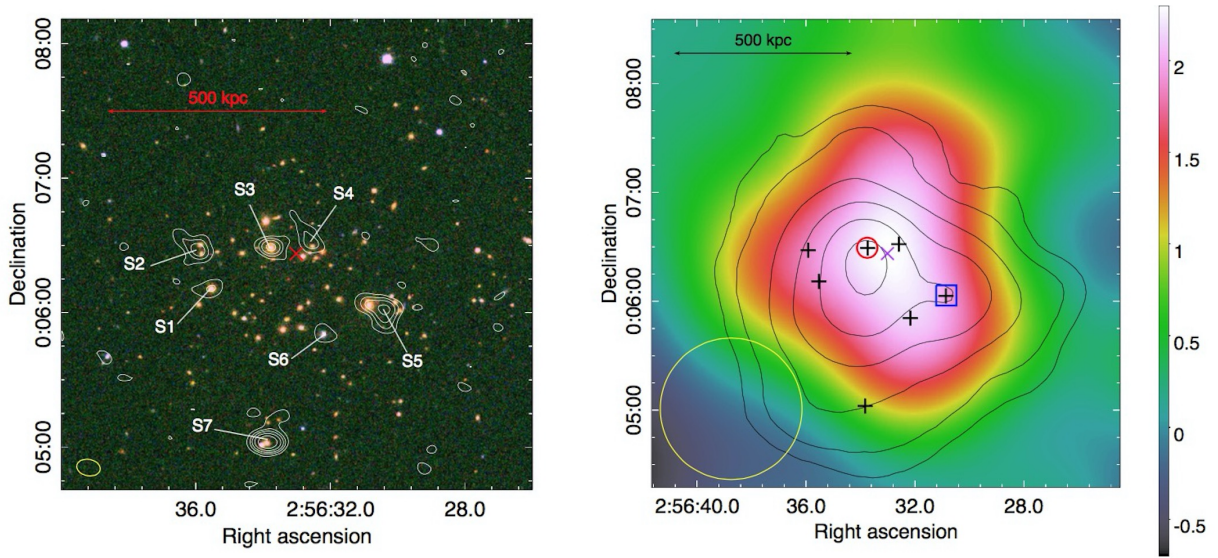 08:00
07:00
0:06:00
05:00
Declination
500 kpc
S3
S4
S2
S1
S6
S5
S7
36.0
2:56:32.0
28.0
Right ascension
500 kpc
08:00
07:00
0:06:00
05:00
Declination
2:56:40.0
36.0
32.0
28.0
Right ascension
2
1.5
1
0.5
0
-0.5